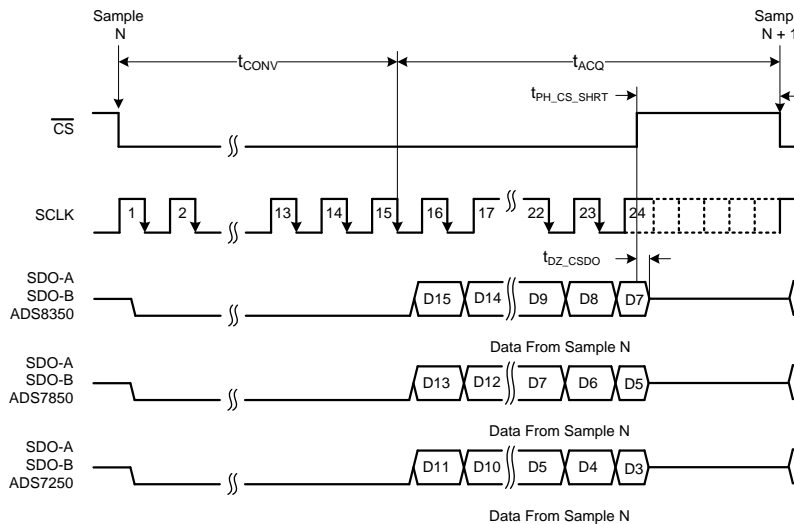 Sample
N
Samp
N + 1
tCONV
tACQ
tPH_CS_SHRT
CS
SCLK
1 2 13 14 15 16 17 22 23 24
tDZ_CSDO
SDO-A
SDO-B
ADS8350
D15 D14 D9 D8 D7
Data From Sample N
SDO-A
SDO-B
ADS7850
D13 D12 D7 D6 D5
Data From Sample N
SDO-A
SDO-B
ADS7250
D11 D10 D5 D4 D3
Data From Sample N